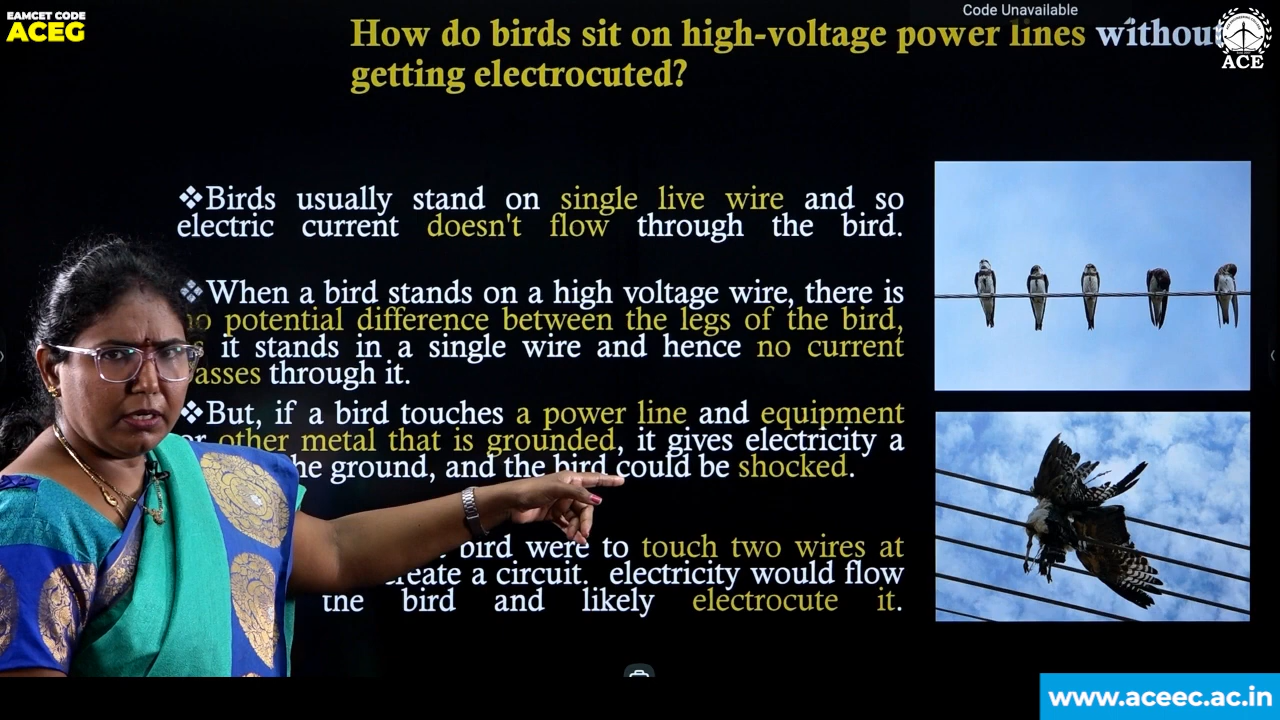 EAMCET CODE
ACEG
Code Unavailable
How do birds sit on high-voltage power lines without
getting electrocuted?
ACE
❖Birds usually stand on single live wire and so
electric current doesn't flow through the bird.
❖When a bird stands on a high voltage wire, there is
potential difference between the legs of the bird,
it stands in a single wire and hence no current
through it.
❖But, if a bird touches a power line and equipment
other metal that is grounded, it gives electricity a
ground, and the bird could be shocked.
bird were to touch two wires at
create a circuit. electricity would flow
the bird and likely electrocute it.
www.aceec.ac.in